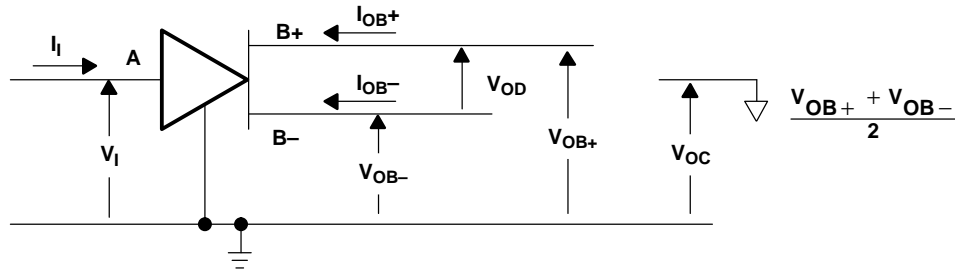 I_OB+
B+
I_I
A
I_OB–
V_OD
B–
V_I
V_OB–
V_OB+
V_OC
V_OB+ + V_OB–
2